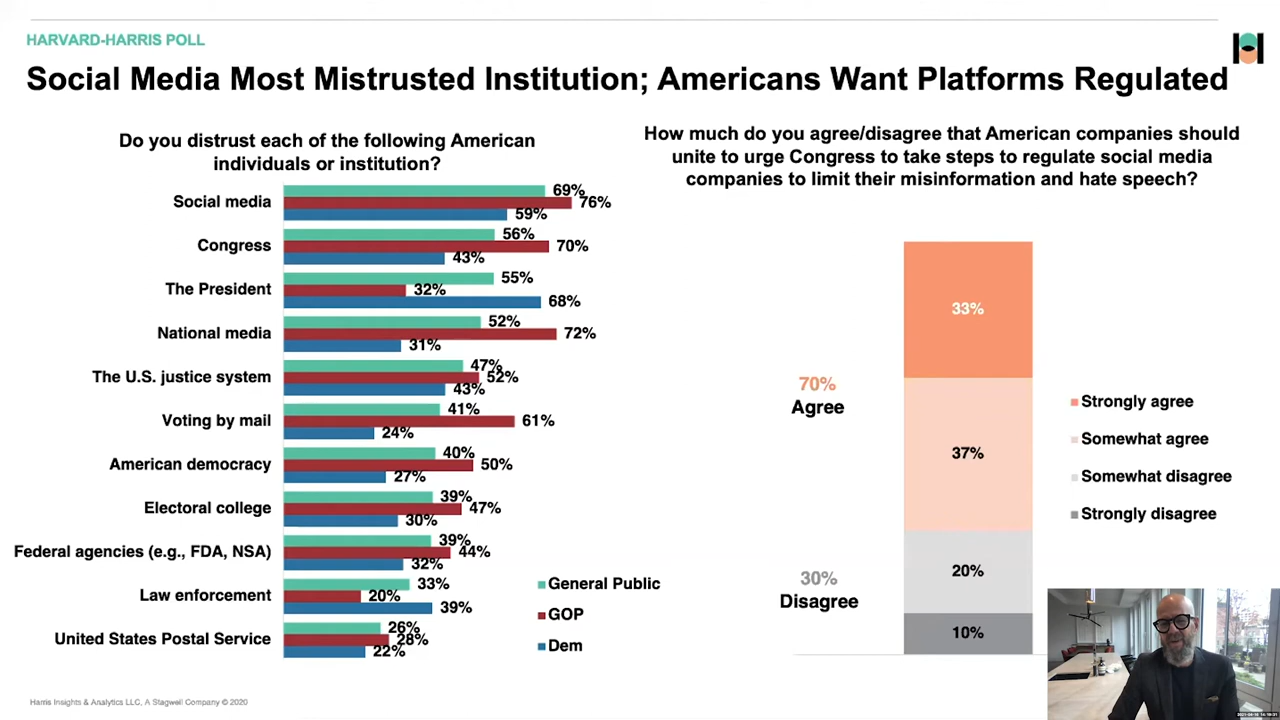 HARVARD-HARRIS POLL
Social Media Most Mistrusted Institution; Americans Want Platforms Regulated
Do you distrust each of the following American
individuals or institution?
Social media
69%
76%
59%
Congress
56%
70%
43%
The President
55%
32%
68%
National media
52%
72%
31%
The U.S. justice system
47%
52%
43%
Voting by mail
41%
61%
24%
American democracy
40%
50%
27%
Electoral college
39%
47%
30%
Federal agencies (e.g., FDA, NSA)
39%
44%
32%
Law enforcement
33%
20%
39%
United States Postal Service
26%
28%
22%
General Public
GOP
Dem
How much do you agree/disagree that American companies should
unite to urge Congress to take steps to regulate social media
companies to limit their misinformation and hate speech?
33%
70%
Agree
37%
20%
30%
Disagree
10%
Strongly agree
Somewhat agree
Somewhat disagree
Strongly disagree
Harris Insights & Analytics LLC, A Stagwell Company © 2020